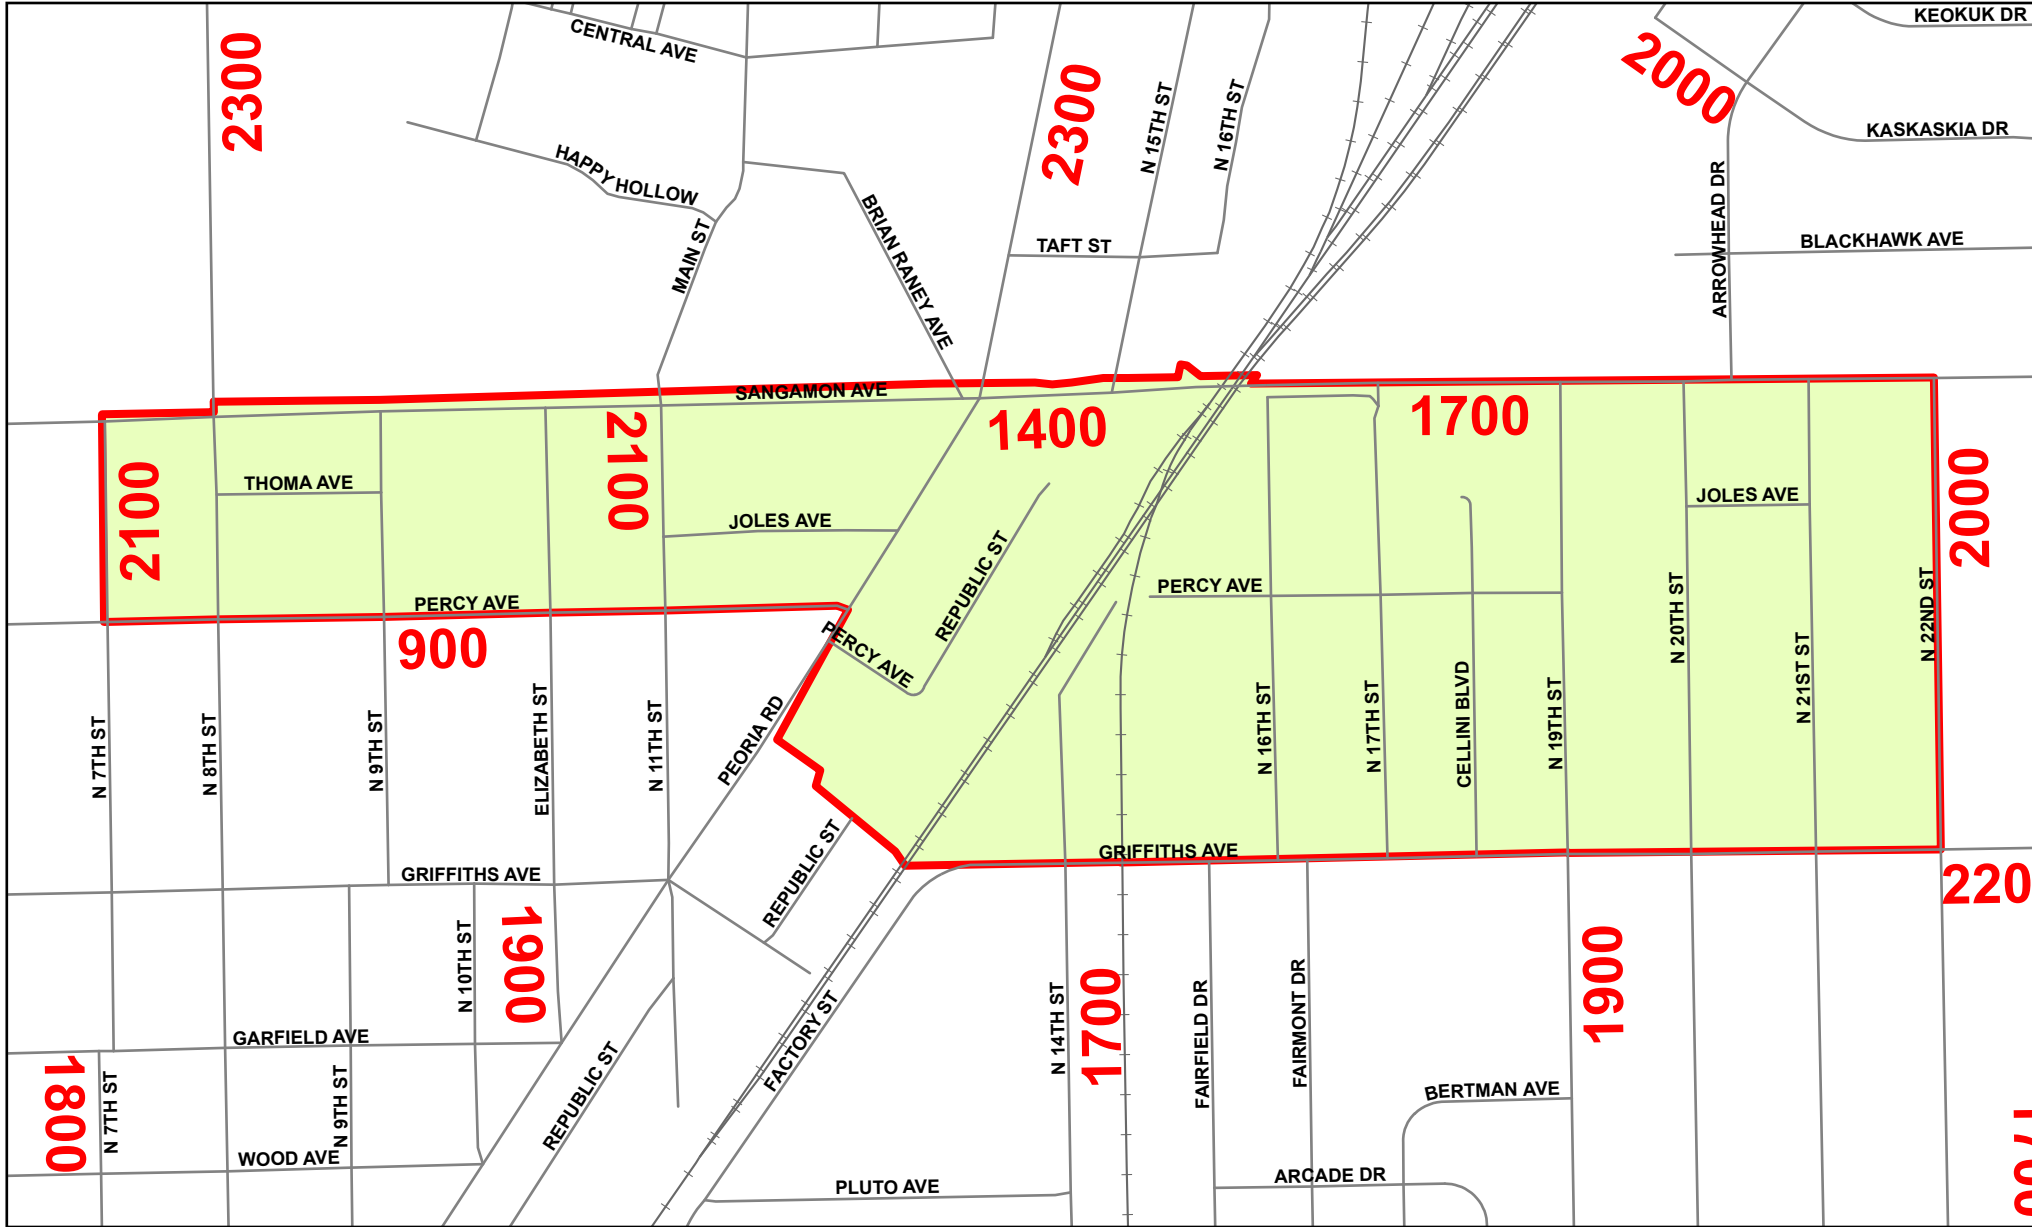 KEOKUK DR
CENTRAL AVE
2300
2000
2300
N 15TH ST
N 16TH ST
KASKASKIA DR
HAPPY HOLLOW
ARROWHEAD DR
MAIN ST
BRIAN RANEY AVE
TAFT ST
BLACKHAWK AVE
SANGAMON AVE
1400
1700
2100
2100
THOMA AVE
JOLES AVE
JOLES AVE
2000
REPUBLIC ST
PERCY AVE
PERCY AVE
900
PERCY AVE
N 20TH ST
N 21ST ST
N 22ND ST
N 7TH ST
N 8TH ST
N 9TH ST
ELIZABETH ST
N 11TH ST
PEORIA RD
N 16TH ST
N 17TH ST
CELLINI BLVD
N 19TH ST
GRIFFITHS AVE
GRIFFITHS AVE
REPUBLIC ST
220
N 10TH ST
1900
1900
N 14TH ST
1700
FAIRFIELD DR
FAIRMONT DR
GARFIELD AVE
FACTORY ST
1800
N 7TH ST
N 9TH ST
REPUBLIC ST
BERTMAN AVE
WOOD AVE
PLUTO AVE
ARCADE DR